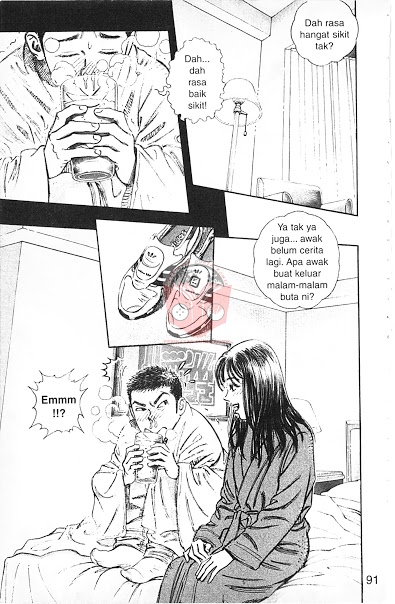 Dah rasa
hangat sikit
tak?
Dah...
dah
rasa
baik
sikit!
Ya tak ya
juga... awak
belum cerita
lagi. Apa awak
buat keluar
malam-malam
buta ni?
Emmm
!!?
91